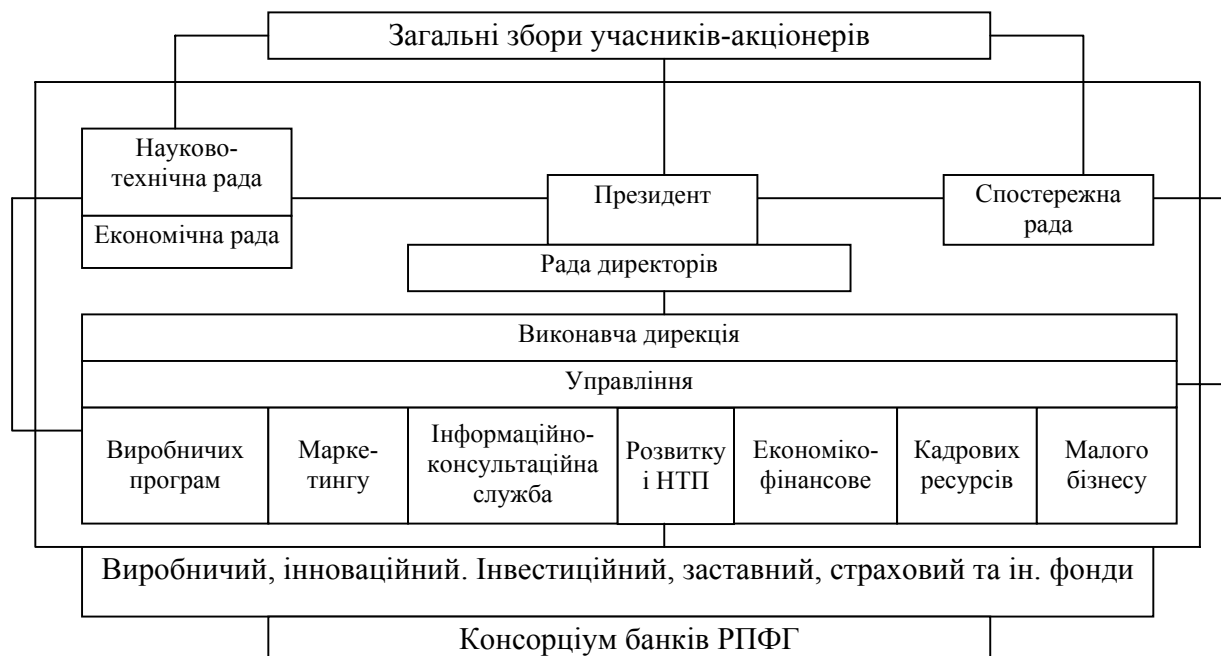 Загальні збори учасників-акціонерів
Науково-
технічна рада
Економічна рада
Президент
Спостережна
рада
Рада директорів
Виконавча дирекція
Управління
Виробничих
програм
Марке-
тингу
Інформаційно-
консультаційна
служба
Розвитку
і НТП
Економіко-
фінансове
Кадрових
ресурсів
Малого
бізнесу
Виробничий, інноваційний. Інвестиційний, заставний, страховий та ін. фонди
Консорціум банків РПФГ